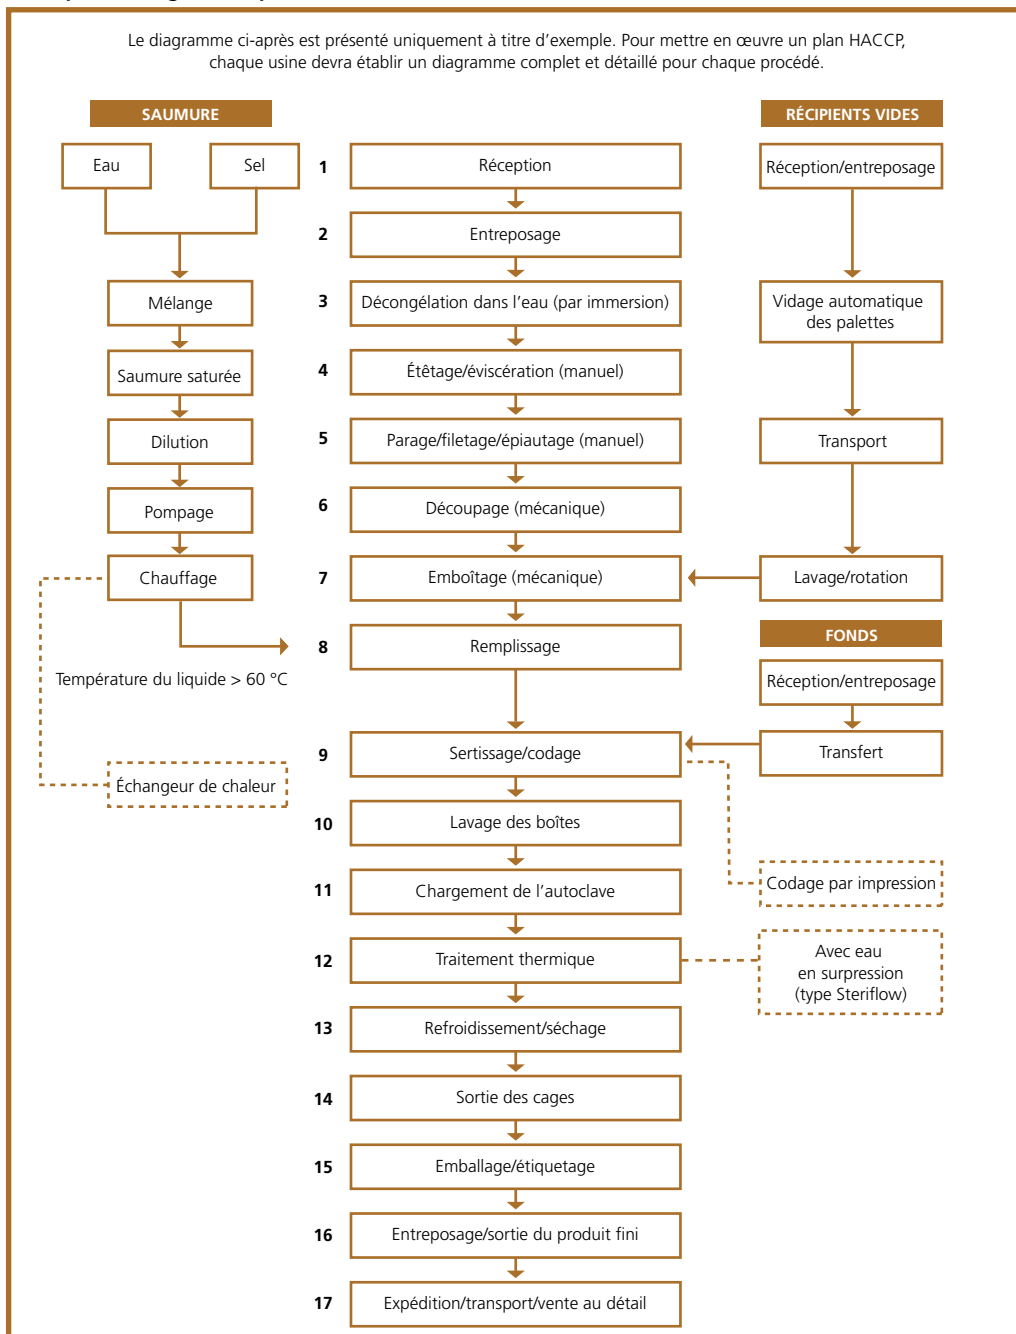 Le diagramme ci-après est présenté uniquement à titre d’exemple. Pour mettre en œuvre un plan HACCP,
chaque usine devra établir un diagramme complet et détaillé pour chaque procédé.
SAUMURE
Eau
Sel
Mélange
Saumure saturée
Dilution
Pompage
Chauffage
Température du liquide > 60 °C
Échangeur de chaleur
1 Réception
2 Entreposage
3 Décongélation dans l’eau (par immersion)
4 Étêtage/éviscération (manuel)
5 Parage/filetage/épiautage (manuel)
6 Découpage (mécanique)
7 Emboîtage (mécanique)
8 Remplissage
9 Sertissage/codage
10 Lavage des boîtes
11 Chargement de l’autoclave
12 Traitement thermique
13 Refroidissement/séchage
14 Sortie des cages
15 Emballage/étiquetage
16 Entreposage/sortie du produit fini
17 Expédition/transport/vente au détail
RÉCIPIENTS VIDES
Réception/entreposage
Vidage automatique
des palettes
Transport
Lavage/rotation
FONDS
Réception/entreposage
Transfert
Codage par impression
Avec eau
en surpression
(type Steriflow)